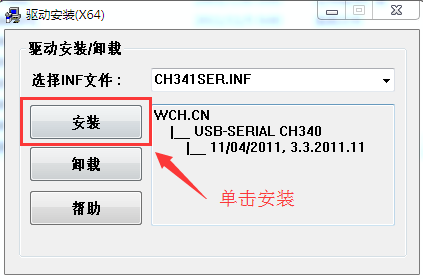 驱动安装(X64)
驱动安装/卸载
选择INF文件： CH341SER.INF
安装
WCH.CN
|__ USB-SERIAL CH340
|__ 11/04/2011, 3.3.2011.11
卸载
帮助
单击安装